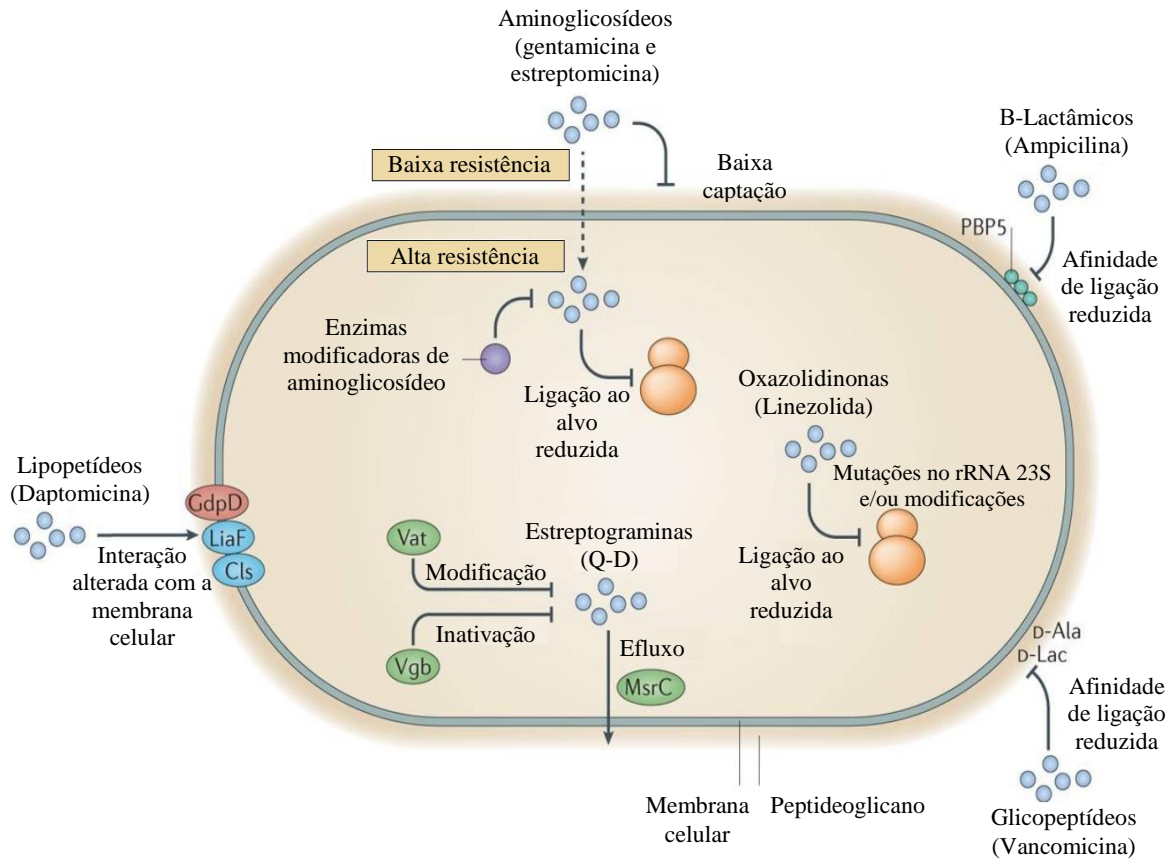 Aminoglicosídeos
(gentamicina e
estreptomicina)
Baixa resistência
Baixa
captação
B-Lactâmicos
(Ampicilina)
PBP5
Afinidade
de ligação
reduzida
Alta resistência
Enzimas
modificadoras de
aminoglicosídeo
Ligação ao
alvo
reduzida
Oxazolidinonas
(Linezolida)
Mutações no rRNA 23S
e/ou modificações
Ligação ao
alvo
reduzida
Lipopetídeos
(Daptomicina)
GdpD
LiaF
Cls
Interação
alterada com a
membrana
celular
Vat
Modificação
Estreptograminas
(Q-D)
Inativação
Vgb
Efluxo
MsrC
D-Ala
D-Lac
Afinidade
de ligação
reduzida
Glicopeptídeos
(Vancomicina)
Membrana
celular
Peptideoglicano